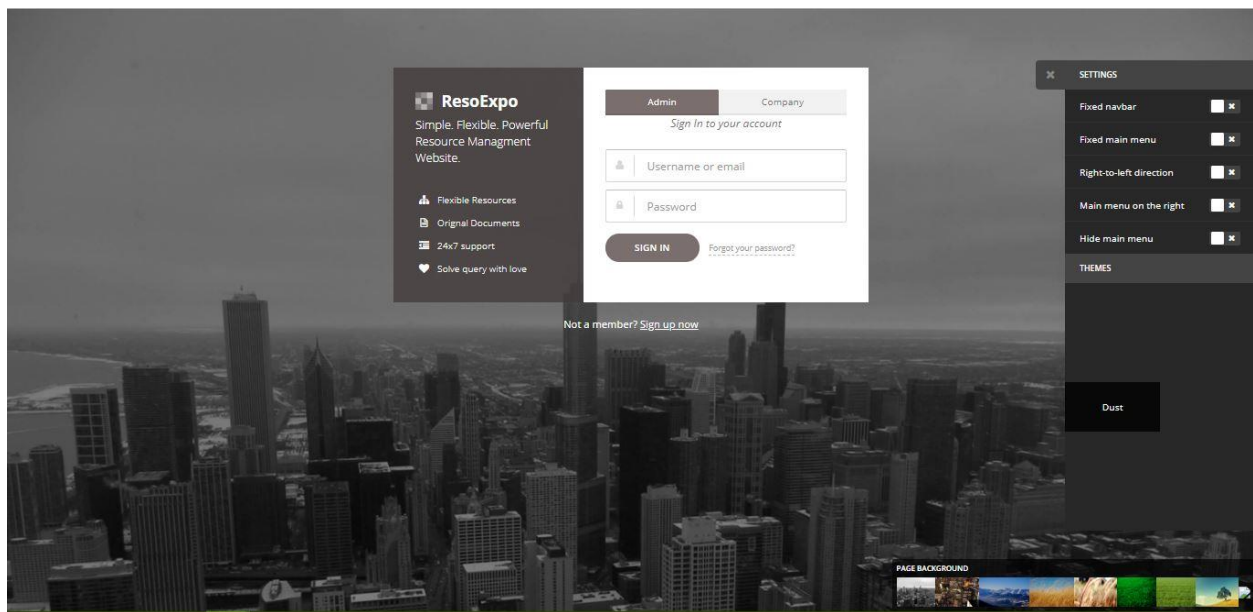 ResoExpo
Simple. Flexible. Powerful
Resource Managment
Website.
Flexible Resources
Orignal Documents
24x7 support
Solve query with love
Admin
Company
Sign In to your account
Username or email
Password
SIGN IN
Forgot your password?
Not a member? Sign up now
SETTINGS
Fixed navbar
Fixed main menu
Right-to-left direction
Main menu on the right
Hide main menu
THEMES
Dust
PAGE BACKGROUND